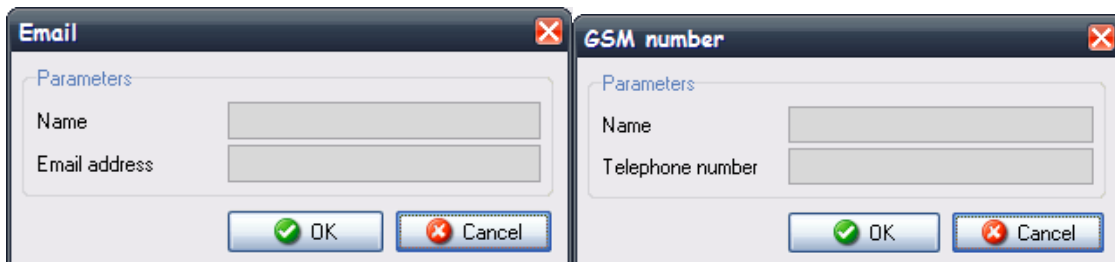 Email
Parameters
Name
Email address
OK Cancel
GSM number
Parameters
Name
Telephone number
OK Cancel